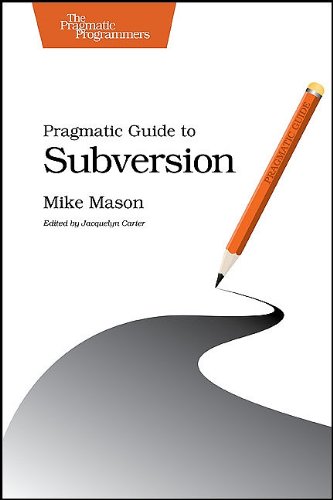 The
Pragmatic
Programmers
Pragmatic Guide to
Subversion
Mike Mason
Edited by Jacquelyn Carter
PRAGMATIC GUIDE